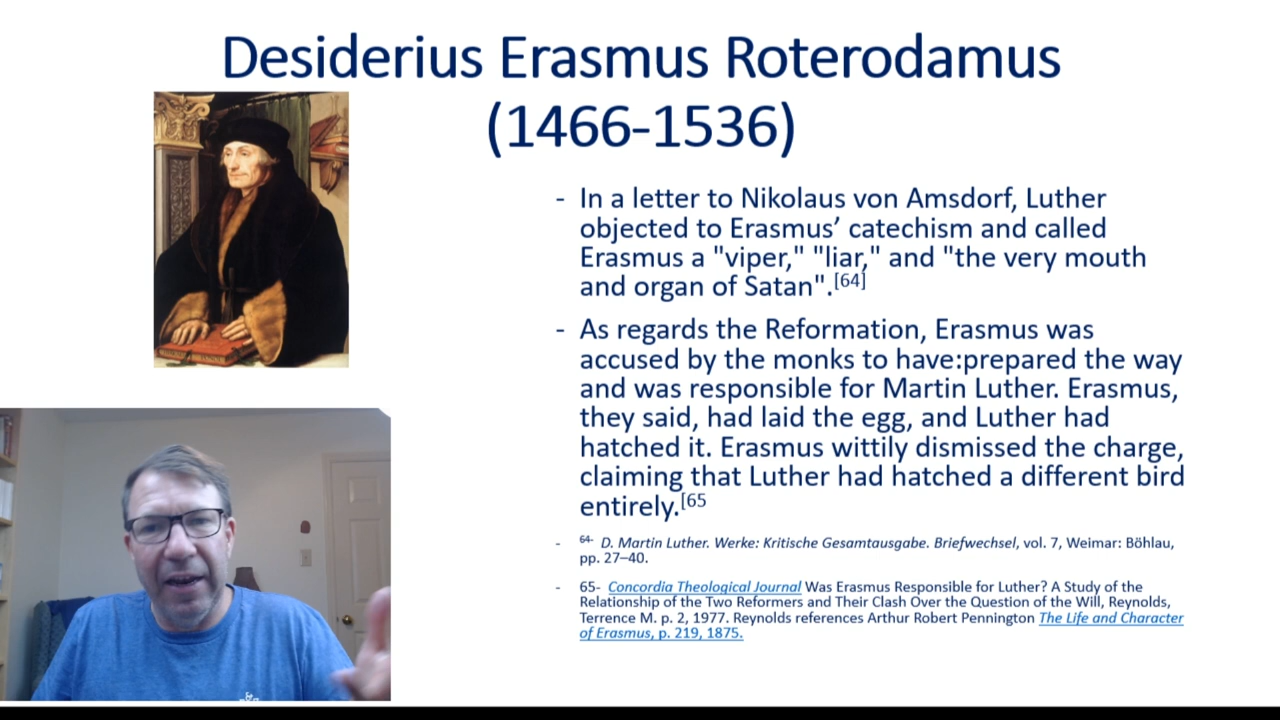 Desiderius Erasmus Roterodamus
(1466-1536)
- In a letter to Nikolaus von Amsdorf, Luther
objected to Erasmus’ catechism and called
Erasmus a "viper," "liar," and "the very mouth
and organ of Satan".[64]
- As regards the Reformation, Erasmus was
accused by the monks to have:prepared the way
and was responsible for Martin Luther. Erasmus,
they said, had laid the egg, and Luther had
hatched it. Erasmus wittily dismissed the charge,
claiming that Luther had hatched a different bird
entirely.[65
- 64- D. Martin Luther. Werke: Kritische Gesamtausgabe. Briefwechsel, vol. 7, Weimar: Böhlau,
pp. 27–40.
- 65- Concordia Theological Journal Was Erasmus Responsible for Luther? A Study of the
Relationship of the Two Reformers and Their Clash Over the Question of the Will, Reynolds,
Terrence M. p. 2, 1977. Reynolds references Arthur Robert Pennington The Life and Character
of Erasmus, p. 219, 1875.